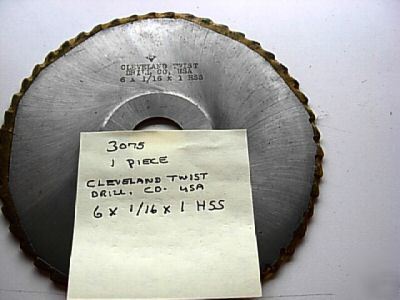 CLEVELAND TWIST
DRILL CO, USA
6 x 1/16 x 1 HSS
3075
1 PIECE
CLEVELAND TWIST
DRILL. CO. USA
6 x 1/16 x 1 HSS